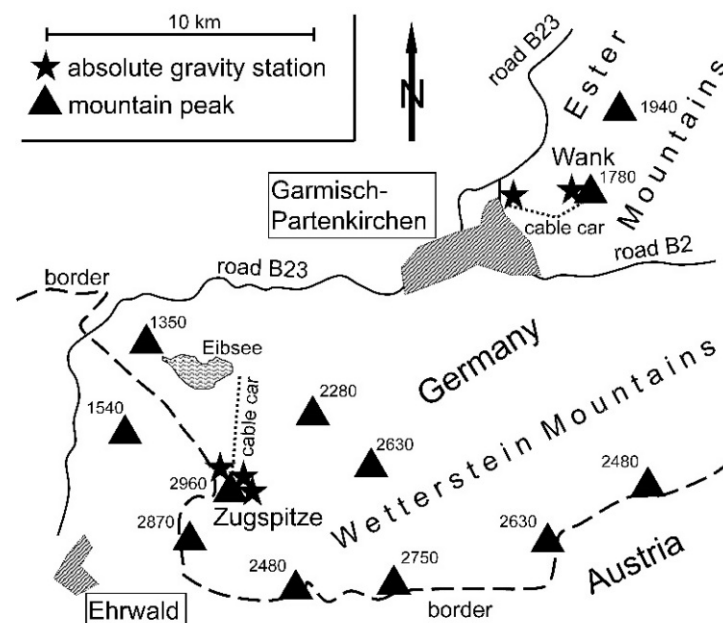 10 km
absolute gravity station
mountain peak
N
road B23
Ester
Mountains
1940
Wank
1780
Garmisch-
Partenkirchen
cable car
road B2
border
road B23
1350
Eibsee
Germany
1540
cable car
2280
2630
Wetterstein Mountains
2480
2960
Zugspitze
2870
2630
2480
2750
Austria
Ehrwald
border